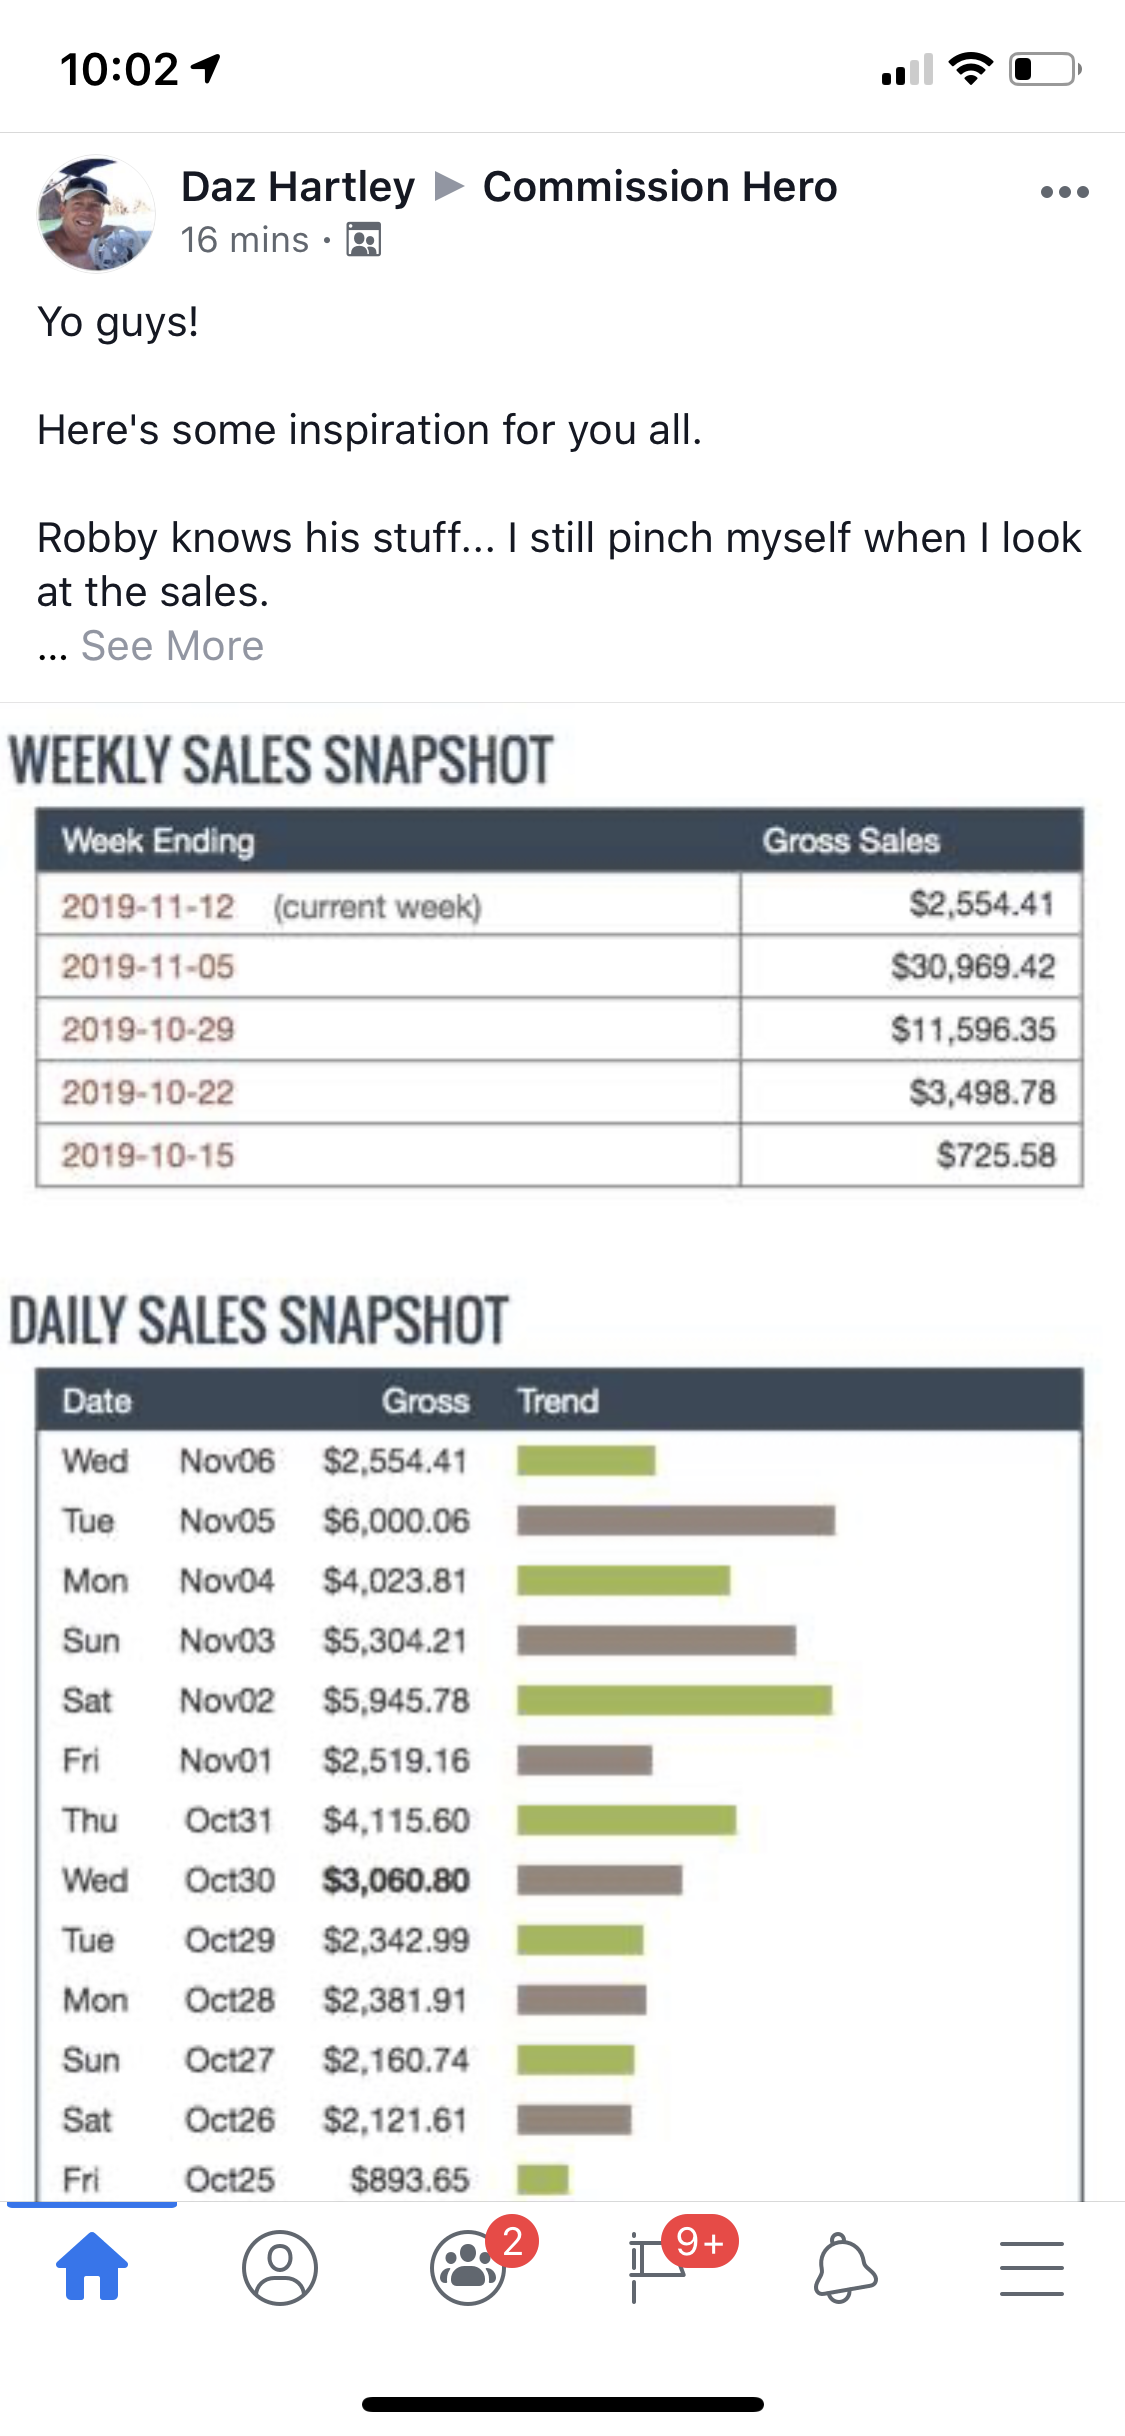 10:02
Daz Hartley ▶ Commission Hero
16 mins ·
Yo guys!
Here's some inspiration for you all.
Robby knows his stuff... I still pinch myself when I look
at the sales.
... See More
WEEKLY SALES SNAPSHOT
Week Ending Gross Sales
2019-11-12 (current week) $2,554.41
2019-11-05 $30,969.42
2019-10-29 $11,596.35
2019-10-22 $3,498.78
2019-10-15 $725.58
DAILY SALES SNAPSHOT
Date Gross Trend
Wed Nov06 $2,554.41
Tue Nov05 $6,000.06
Mon Nov04 $4,023.81
Sun Nov03 $5,304.21
Sat Nov02 $5,945.78
Fri Nov01 $2,519.16
Thu Oct31 $4,115.60
Wed Oct30 $3,060.80
Tue Oct29 $2,342.99
Mon Oct28 $2,381.91
Sun Oct27 $2,160.74
Sat Oct26 $2,121.61
Fri Oct25 $893.65
2 9+